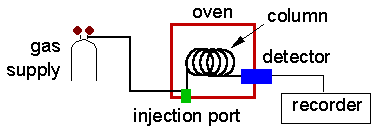 oven
column
gas
supply
detector
injection port
recorder